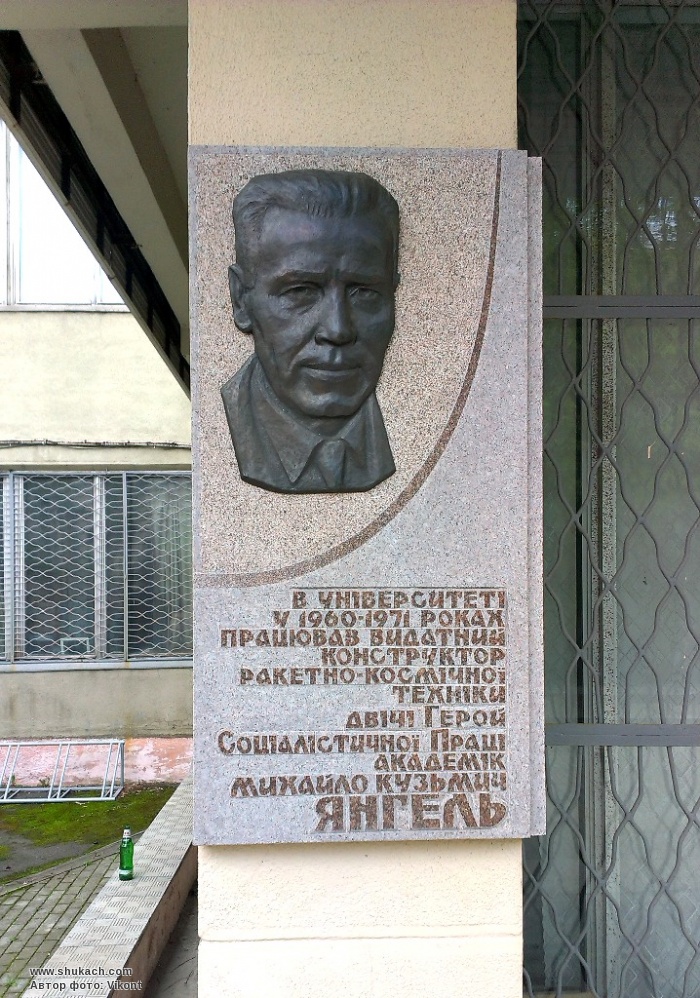 В УНІВЕРСИТЕТІ
У 1960-1971 РОКАХ
ПРАЦЮВАВ ВИДАТНИЙ
КОНСТРУКТОР
РАКЕТНО-КОСМІЧНОЇ
ТЕХНІКИ
ДВІЧІ ГЕРОЙ
СОЦІАЛІСТИЧНОЇ ПРАЦІ
АКАДЕМІК
МИХАЙЛО КУЗЬМИЧ
ЯНГЕЛЬ
www.shukach.com
Автор фото: Vikont